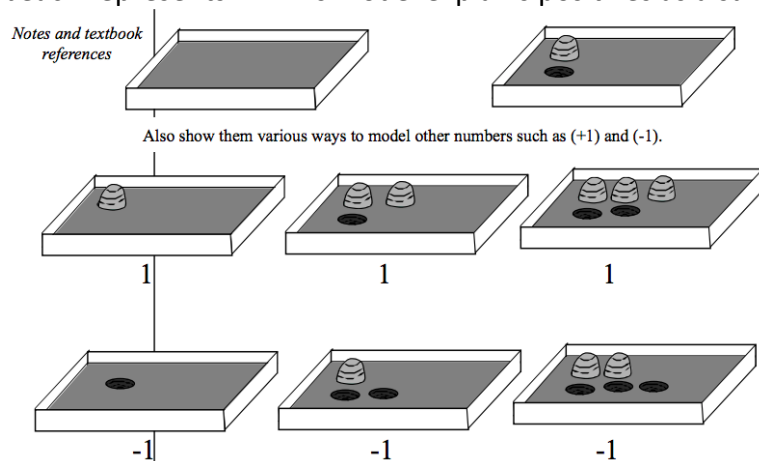 Notes and textbook
references
Also show them various ways to model other numbers such as (+1) and (-1).
1 1 1
-1 -1 -1